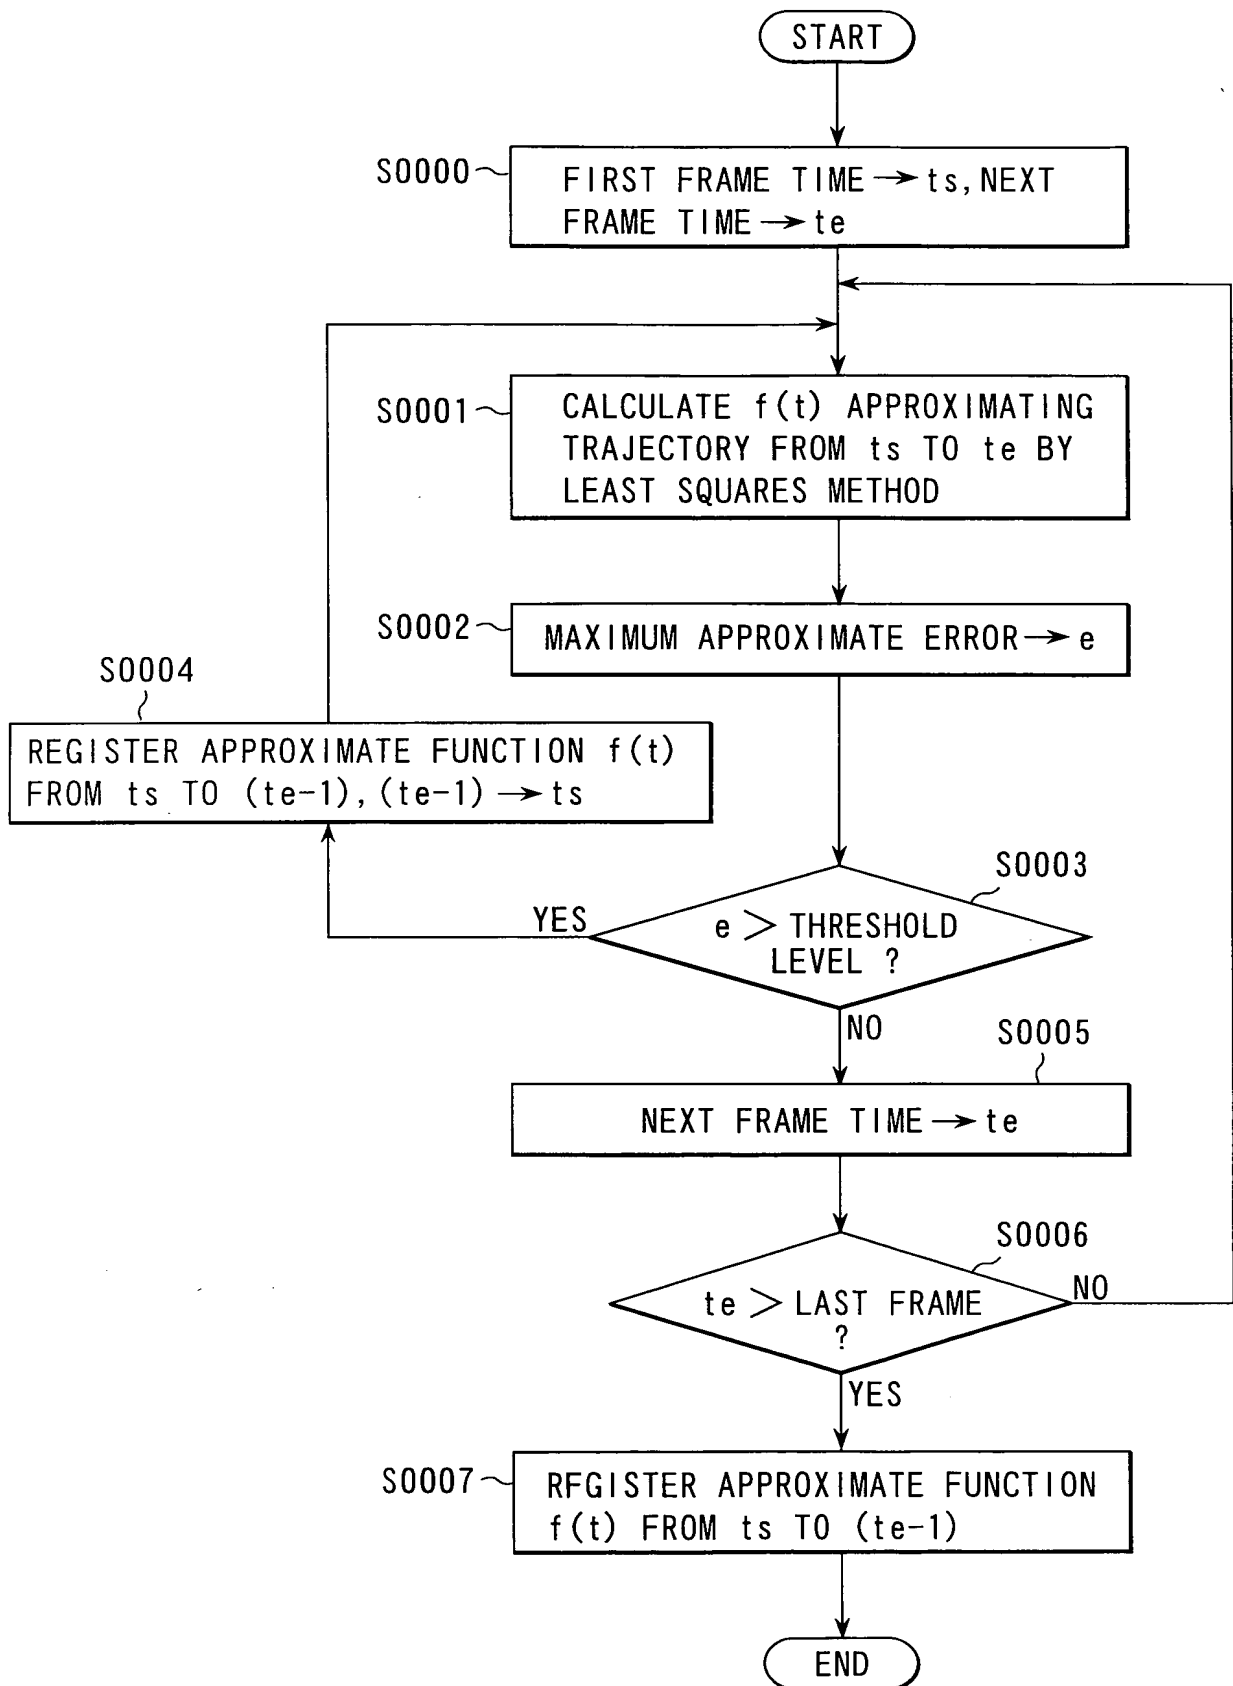 START
S0000
FIRST FRAME TIME → ts, NEXT
FRAME TIME → te
S0001
CALCULATE f(t) APPROXIMATING
TRAJECTORY FROM ts TO te BY
LEAST SQUARES METHOD
S0002
MAXIMUM APPROXIMATE ERROR → e
S0004
REGISTER APPROXIMATE FUNCTION f(t)
FROM ts TO (te-1), (te-1) → ts
S0003
YES
e > THRESHOLD
LEVEL ?
NO
S0005
NEXT FRAME TIME → te
S0006
te > LAST FRAME
?
NO
YES
S0007
RFGISTER APPROXIMATE FUNCTION
f(t) FROM ts TO (te-1)
END